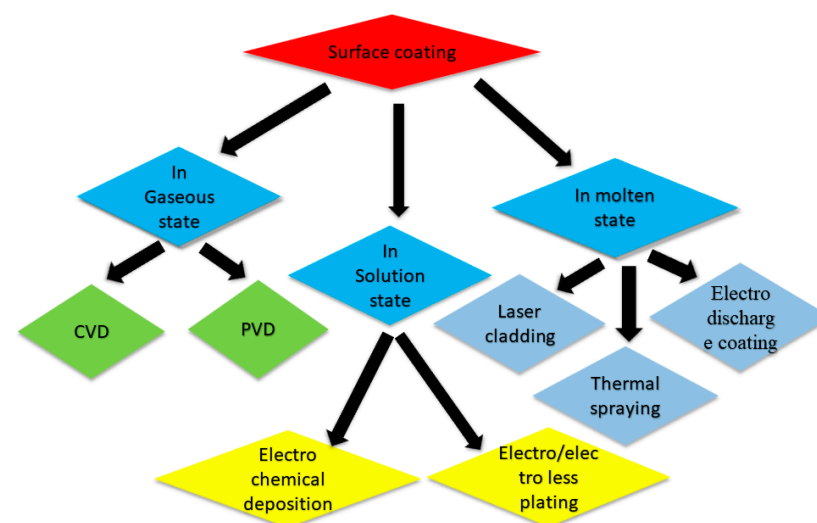 Surface coating
In
Gaseous
state
In
Solution
state
In molten
state
CVD
PVD
Laser
cladding
Thermal
spraying
Electro
discharg
e coating
Electro
chemical
deposition
Electro/elec
tro less
plating